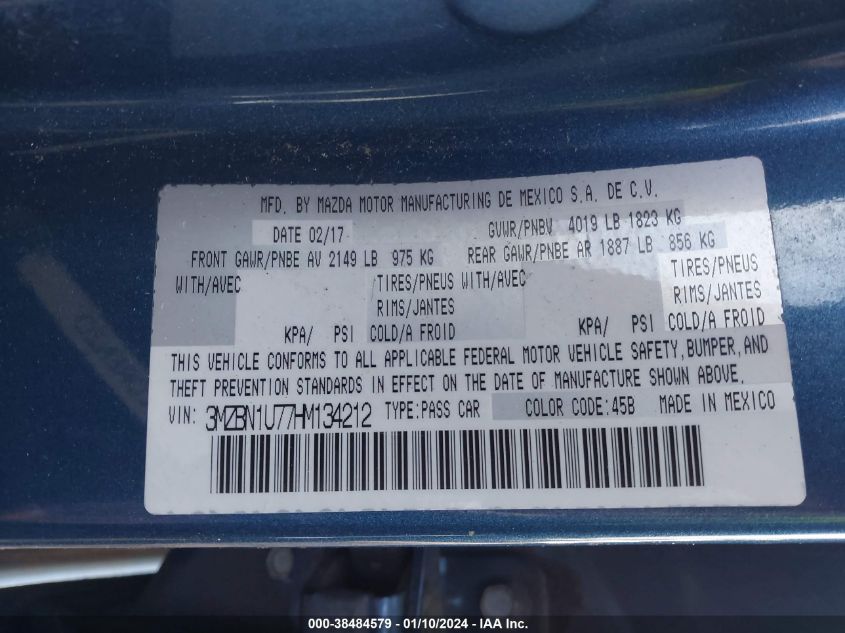 MFD. BY MAZDA MOTOR MANUFACTURING DE MEXICO S.A. DE C.V.
DATE 02/17 GVWR/PNBV 4019 LB 1823 KG
FRONT GAWR/PNBE AV 2149 LB 975 KG REAR GAWR/PNBE AR 1887 LB 856 KG
WITH/AVEC TIRES/PNEUS WITH/AVEC TIRES/PNEUS
RIMS/JANTES RIMS/JANTES
KPA/ PSI COLD/A FROID KPA/ PSI COLD/A FROID
THIS VEHICLE CONFORMS TO ALL APPLICABLE FEDERAL MOTOR VEHICLE SAFETY, BUMPER, AND
THEFT PREVENTION STANDARDS IN EFFECT ON THE DATE OF MANUFACTURE SHOWN ABOVE.
VIN: 3MZBN1U77HM134212 TYPE:PASS CAR COLOR CODE:45B MADE IN MEXICO
000-38484579 - 01/10/2024 - IAA Inc.